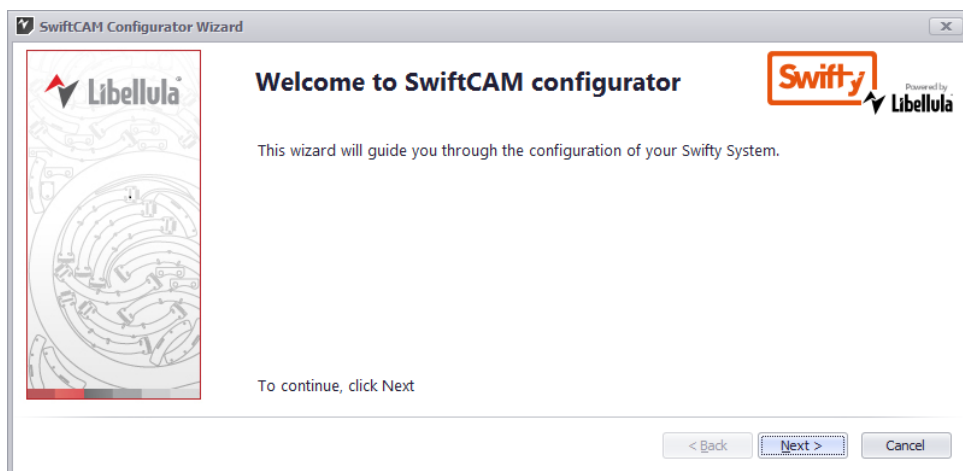 SwiftCAM Configurator Wizard
Libellula
Welcome to SwiftCAM configurator
Swifty
Powered by
Libellula
This wizard will guide you through the configuration of your Swifty System.
To continue, click Next
< Back
Next >
Cancel